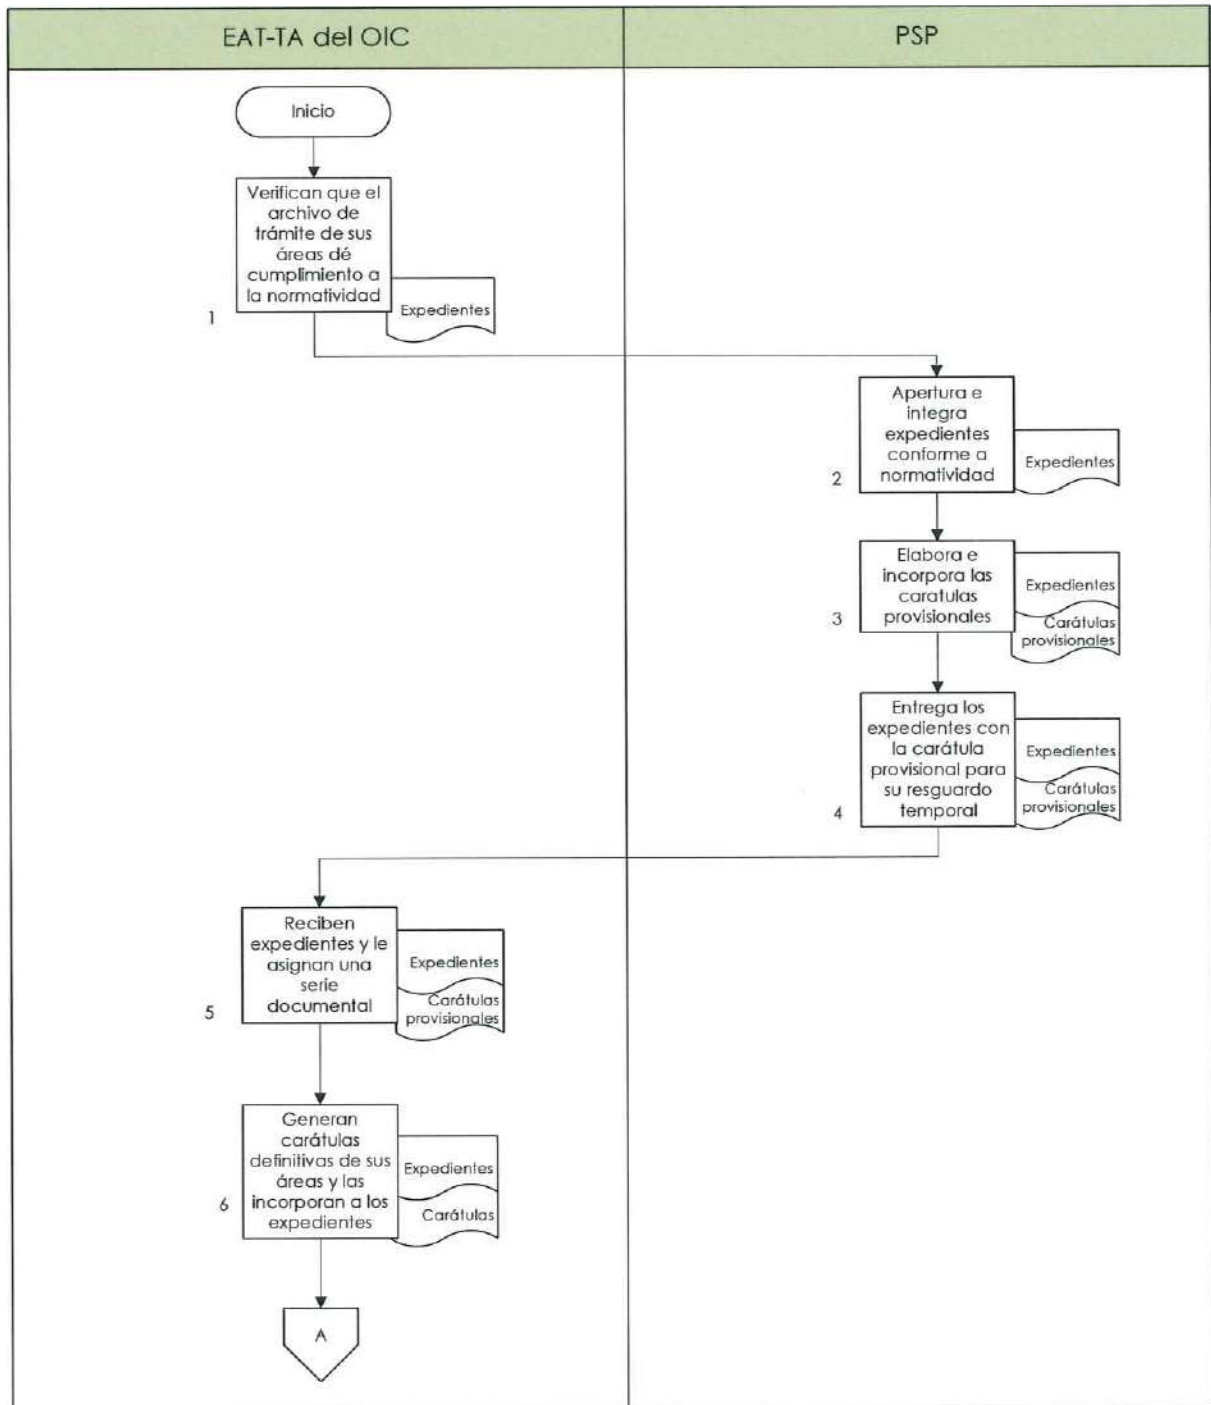 EAT-TA del OIC
PSP
Inicio
Verifican que el
archivo de
trámite de sus
áreas dé
cumplimiento a
la normatividad
1
Expedientes
Apertura e
integra
expedientes
conforme a
normatividad
2
Expedientes
Elabora e
incorpora las
caratulas
provisionales
3
Expedientes
Carátulas
provisionales
Entrega los
expedientes con
la carátula
provisional para
su resguardo
temporal
4
Expedientes
Carátulas
provisionales
Reciben
expedientes y le
asignan una
serie
documental
5
Expedientes
Carátulas
provisionales
Generan
carátulas
definitivas de sus
áreas y las
incorporan a los
expedientes
6
Expedientes
Carátulas
A